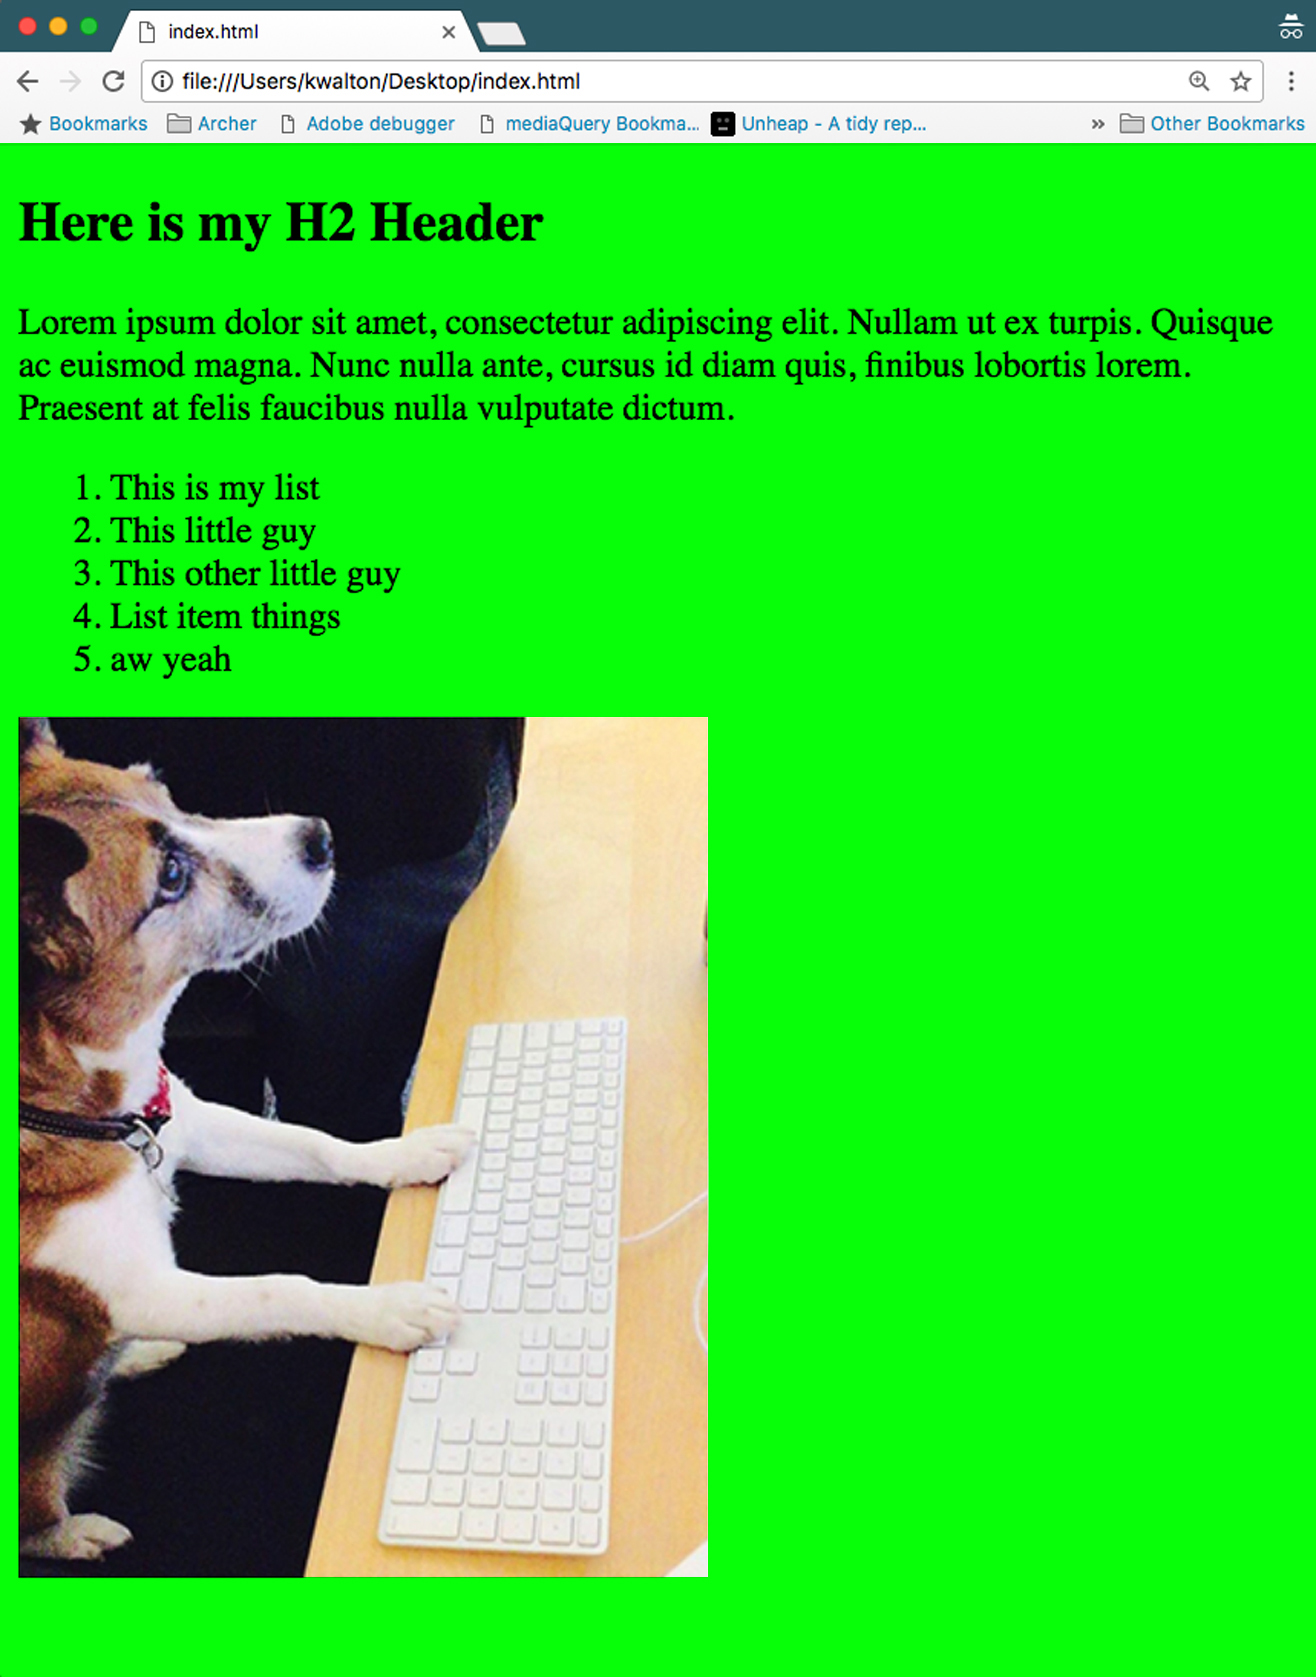 index.html
file:///Users/kwalton/Desktop/index.html
Bookmarks Archer Adobe debugger mediaQuery Bookma... Unheap - A tidy rep... » Other Bookmarks
Here is my H2 Header
Lorem ipsum dolor sit amet, consectetur adipiscing elit. Nullam ut ex turpis. Quisque
ac euismod magna. Nunc nulla ante, cursus id diam quis, finibus lobortis lorem.
Praesent at felis faucibus nulla vulputate dictum.
1. This is my list
2. This little guy
3. This other little guy
4. List item things
5. aw yeah